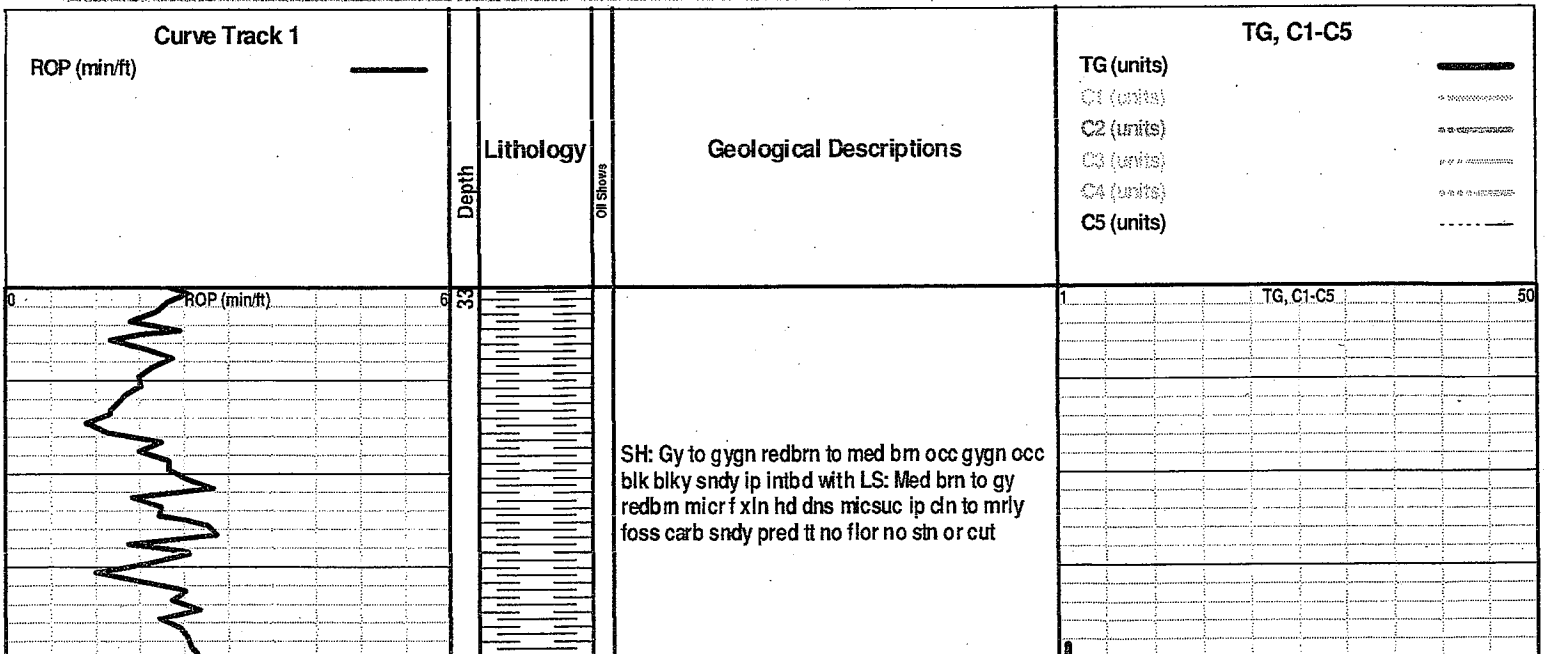 Curve Track 1
ROP (min/ft)
Depth
Lithology
Oil Shows
Geological Descriptions
TG, C1-C5
TG (units)
C1 (units)
C2 (units)
C3 (units)
C4 (units)
C5 (units)
0 ROP (min/ft) 6
33
1 TG, C1-C5 50
SH: Gy to gygn redbrn to med brn occ gygn occ
blk blky sndy ip intbd with LS: Med brn to gy
redbrn micr f xln hd dns micsuc ip cln to mrly
foss carb sndy pred tt no flor no stn or cut